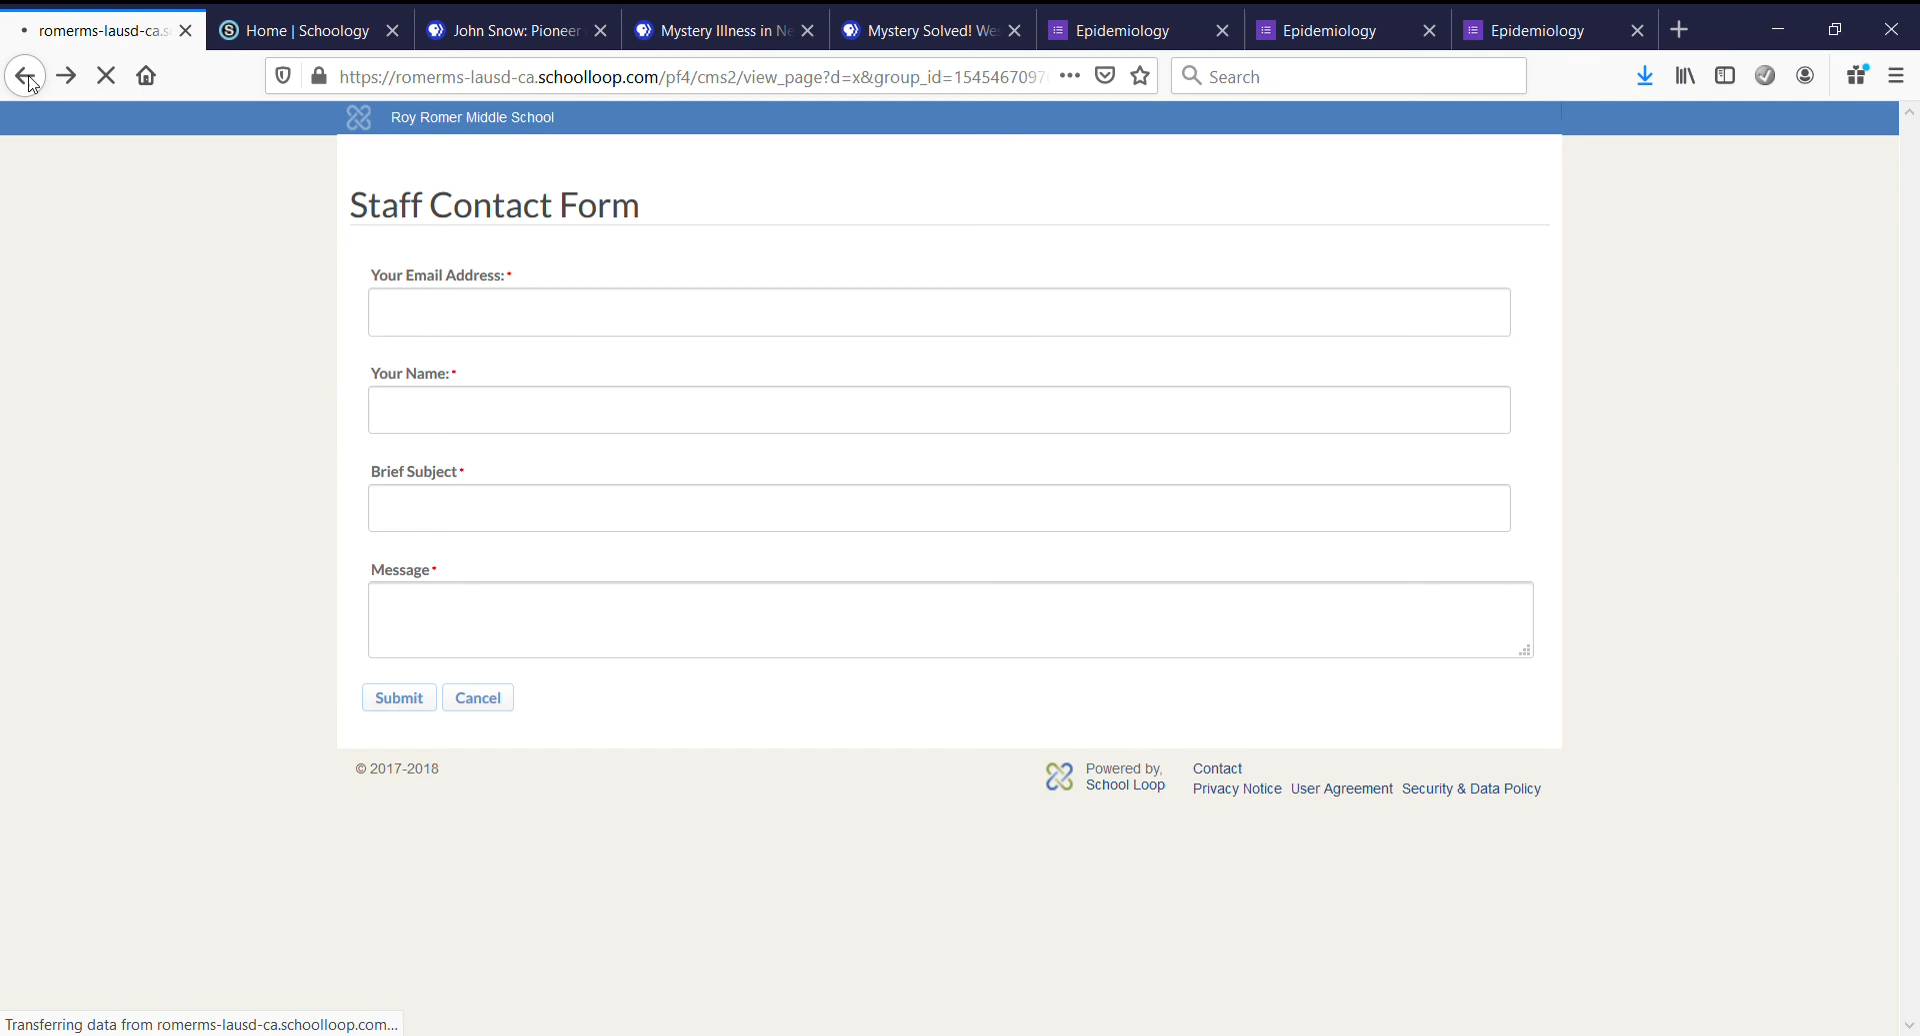 romerms-lausd-ca.s
Home | Schoology
John Snow: Pioneer
Mystery Illness in Ne
Mystery Solved! We
Epidemiology
Epidemiology
Epidemiology
https://romerms-lausd-ca.schoolloop.com/pf4/cms2/view_page?d=x&group_id=1545467097
Search
Roy Romer Middle School
Staff Contact Form
Your Email Address:*
Your Name:*
Brief Subject*
Message*
Submit
Cancel
© 2017-2018
Powered by,
School Loop
Contact
Privacy Notice User Agreement Security & Data Policy
Transferring data from romerms-lausd-ca.schoolloop.com...